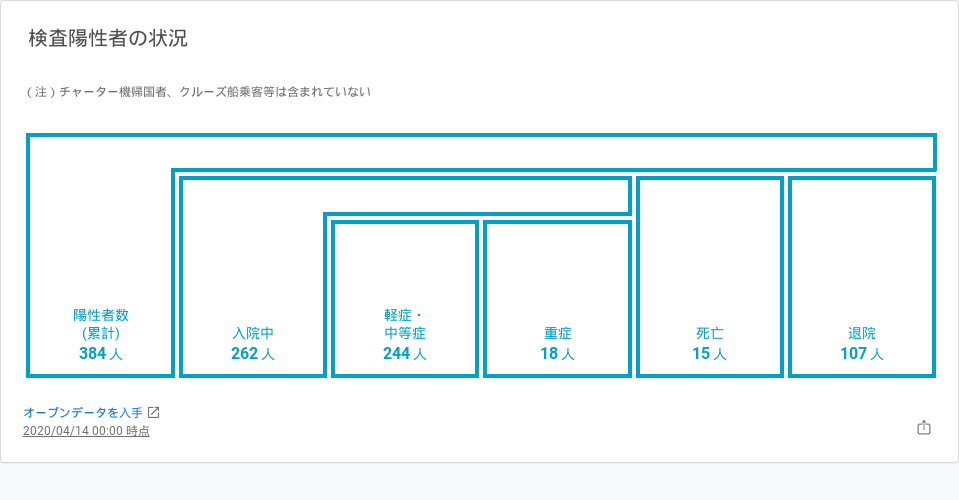 検査陽性者の状況
（注）チャーター機帰国者、クルーズ船乗客等は含まれていない
陽性者数
(累計)
384 人
入院中
262 人
軽症・
中等症
244 人
重症
18 人
死亡
15 人
退院
107 人
オープンデータを入手
2020/04/14 00:00 時点